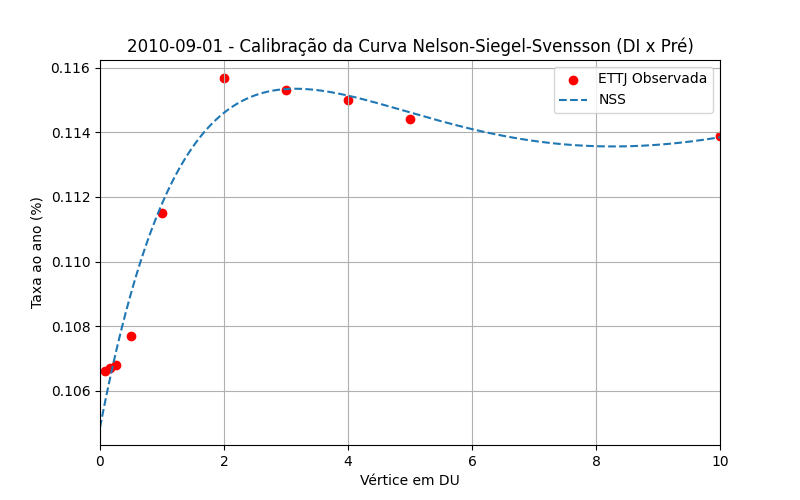 2010-09-01 - Calibração da Curva Nelson-Siegel-Svensson (DI x Pré)
ETTJ Observada
NSS
Taxa ao ano (%)
0.116
0.114
0.112
0.110
0.108
0.106
0 2 4 6 8 10
Vértice em DU